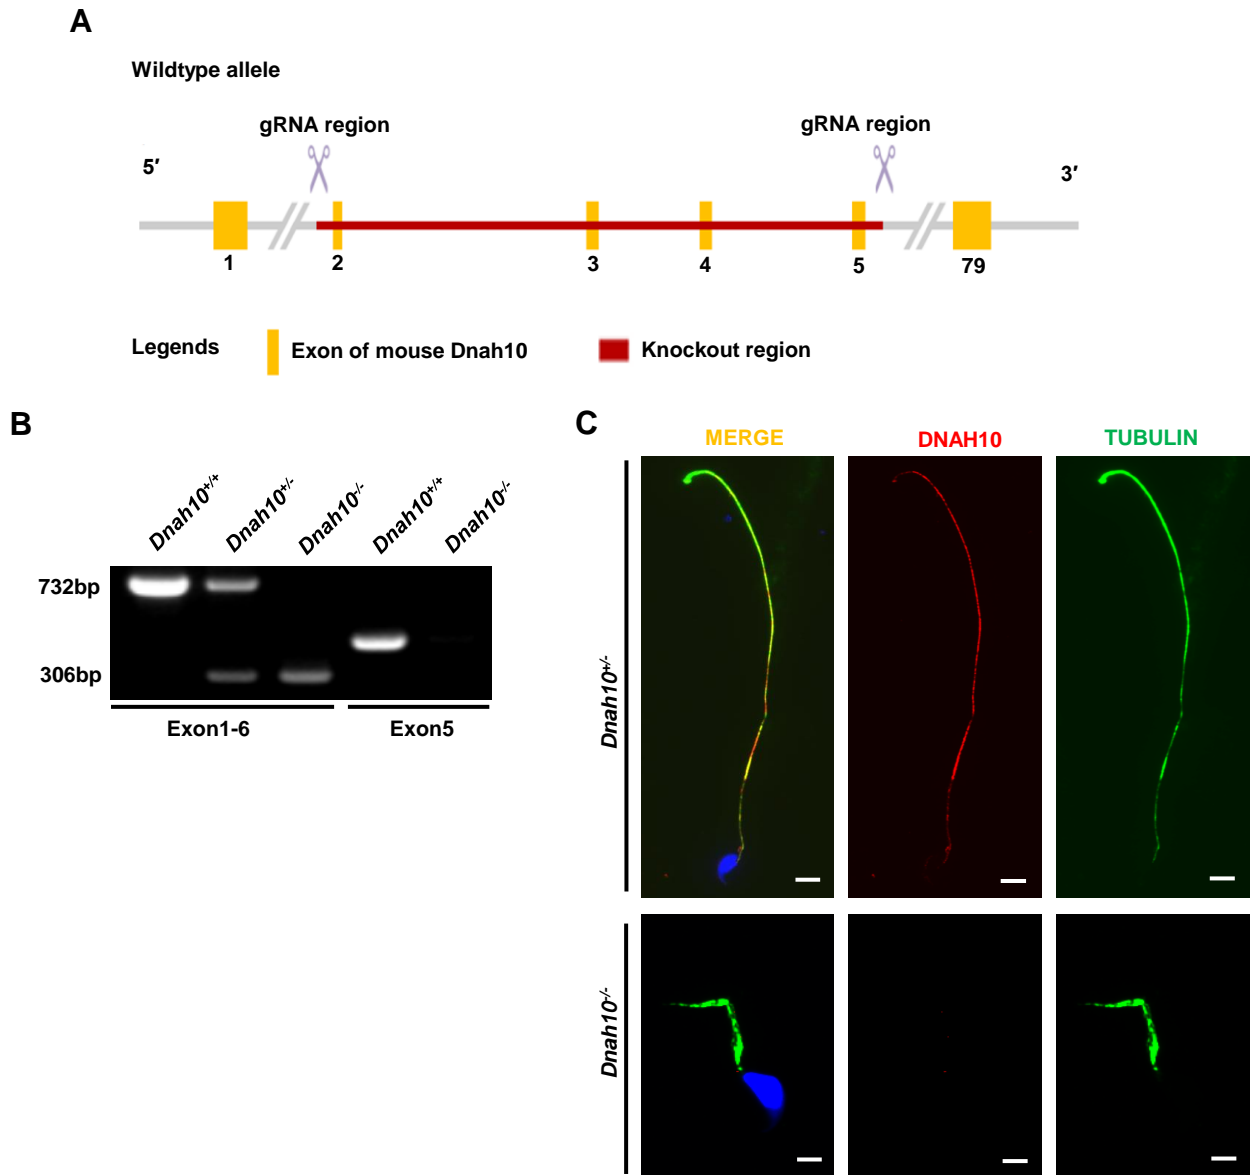 A
Wildtype allele
gRNA region
gRNA region
5′
3′
1
2
3
4
5
79
Legends
Exon of mouse Dnah10
Knockout region
B
Dnah10+/+
Dnah10+/-
Dnah10-/-
Dnah10+/+
Dnah10-/-
732bp
306bp
Exon1-6
Exon5
C
MERGE
DNAH10
TUBULIN
Dnah10+/-
Dnah10-/-